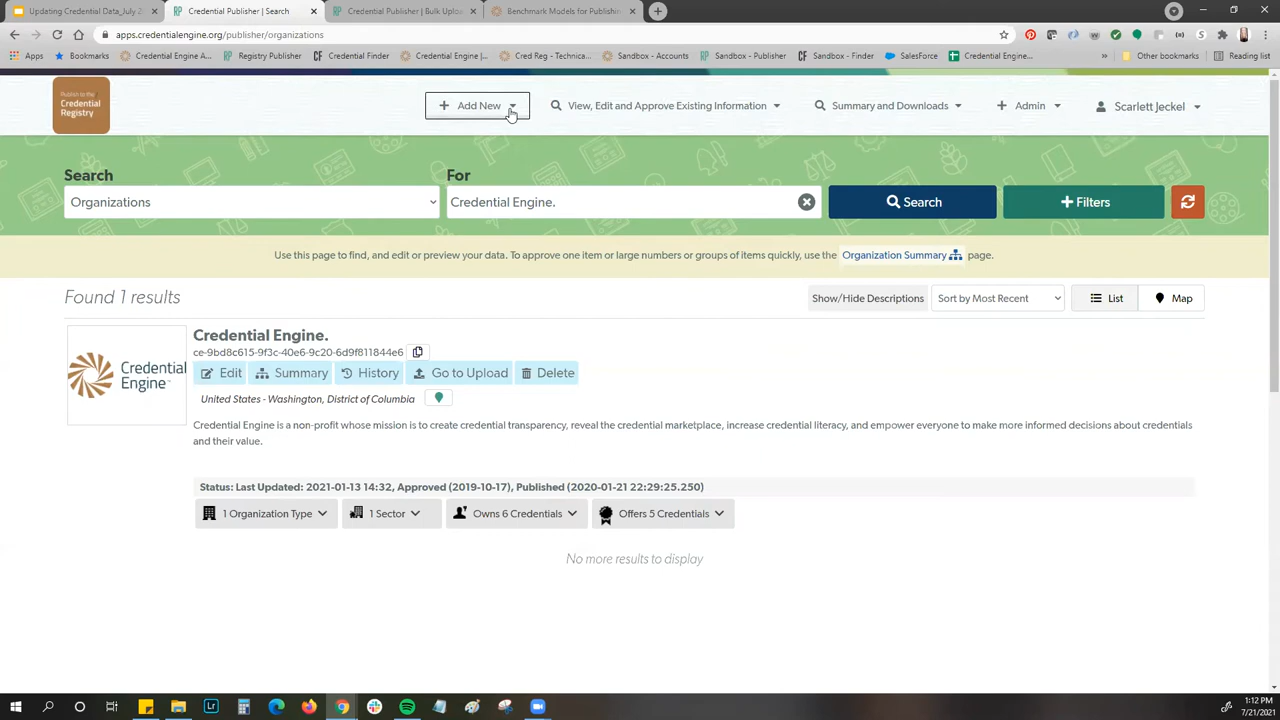 Updating Credential Data_July 2
Credential Publisher | Search
Credential Publisher | Bulk Uploa
Benchmark Models for Publishin
apps.credentialengine.org/publisher/organizations
Apps
Bookmarks
Credential Engine A...
Registry Publisher
Credential Finder
Credential Engine |...
Cred Reg - Technica...
Sandbox - Accounts
Sandbox - Publisher
Sandbox - Finder
SalesForce
Credential Engine...
Other bookmarks
Reading list
Publish to the
Credential
Registry
Add New
View, Edit and Approve Existing Information
Summary and Downloads
Admin
Scarlett Jeckel
Search
For
Organizations
Credential Engine.
Search
Filters
Use this page to find, and edit or preview your data. To approve one item or large numbers or groups of items quickly, use the Organization Summary page.
Found 1 results
Show/Hide Descriptions
Sort by Most Recent
List
Map
Credential Engine.
ce-9bd8c615-9f3c-40e6-9c20-6d9f811844e6
Credential
Engine™
Edit
Summary
History
Go to Upload
Delete
United States - Washington, District of Columbia
Credential Engine is a non-profit whose mission is to create credential transparency, reveal the credential marketplace, increase credential literacy, and empower everyone to make more informed decisions about credentials
and their value.
Status: Last Updated: 2021-01-13 14:32, Approved (2019-10-17), Published (2020-01-21 22:29:25.250)
1 Organization Type
1 Sector
Owns 6 Credentials
Offers 5 Credentials
No more results to display
1:12 PM
7/21/2021